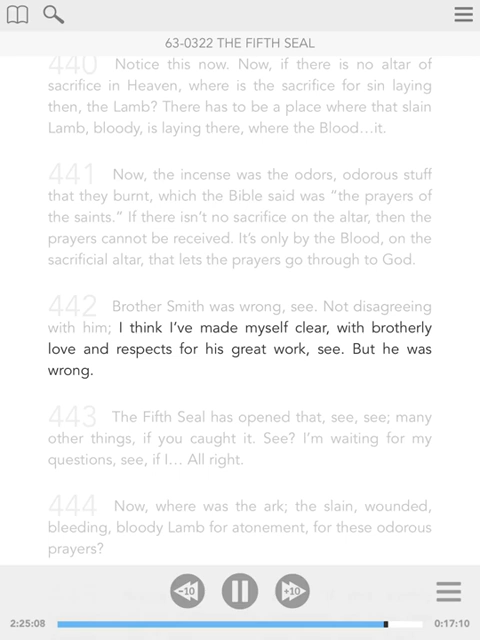 63-0322 THE FIFTH SEAL
440 Notice this now. Now, if there is no altar of
sacrifice in Heaven, where is the sacrifice for sin laying
then, the Lamb? There has to be a place where that slain
Lamb, bloody, is laying there, where the Blood…it.
441 Now, the incense was the odors, odorous stuff
that they burnt, which the Bible said was “the prayers of
the saints.” If there isn’t no sacrifice on the altar, then the
prayers cannot be received. It’s only by the Blood, on the
sacrificial altar, that lets the prayers go through to God.
442 Brother Smith was wrong, see. Not disagreeing
with him; I think I’ve made myself clear, with brotherly
love and respects for his great work, see. But he was
wrong.
443 The Fifth Seal has opened that, see, see; many
other things, if you caught it. See? I’m waiting for my
questions, see, if I… All right.
444 Now, where was the ark; the slain, wounded,
bleeding, bloody Lamb for atonement, for these odorous
prayers?
-10 +10
2:25:08 0:17:10